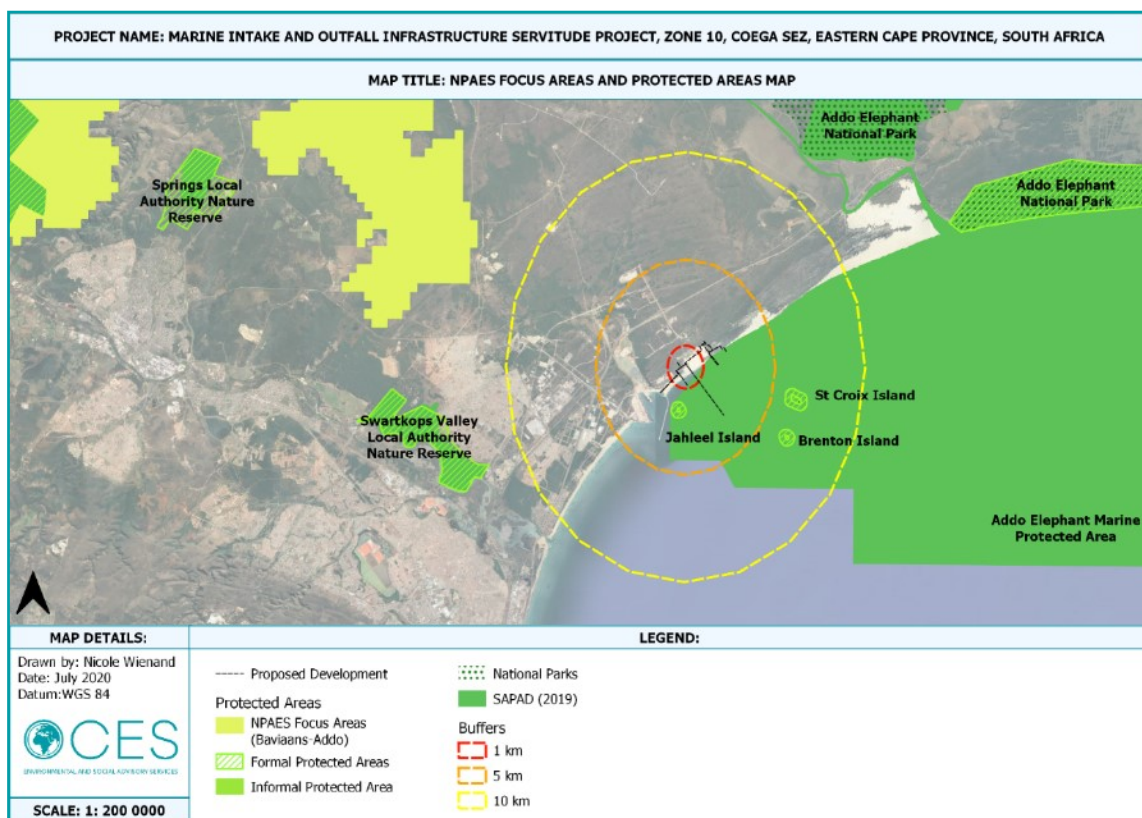 PROJECT NAME: MARINE INTAKE AND OUTFALL INFRASTRUCTURE SERVITUDE PROJECT, ZONE 10, COEGA SEZ, EASTERN CAPE PROVINCE, SOUTH AFRICA
MAP TITLE: NPAES FOCUS AREAS AND PROTECTED AREAS MAP
Addo Elephant
National Park
Springs Local
Authority Nature
Reserve
Addo Elephant
National Park
St Croix Island
Swartkops Valley
Local Authority
Nature Reserve
Jahleel Island
Brenton Island
Addo Elephant Marine
Protected Area
MAP DETAILS:
Drawn by: Nicole Wienand
Date: July 2020
Datum:WGS 84
CES
ENVIRONMENTAL AND SOCIAL ADVISORY SERVICES
SCALE: 1: 200 0000
LEGEND:
Proposed Development
Protected Areas
NPAES Focus Areas
(Baviaans-Addo)
Formal Protected Areas
Informal Protected Area
National Parks
SAPAD (2019)
Buffers
1 km
5 km
10 km